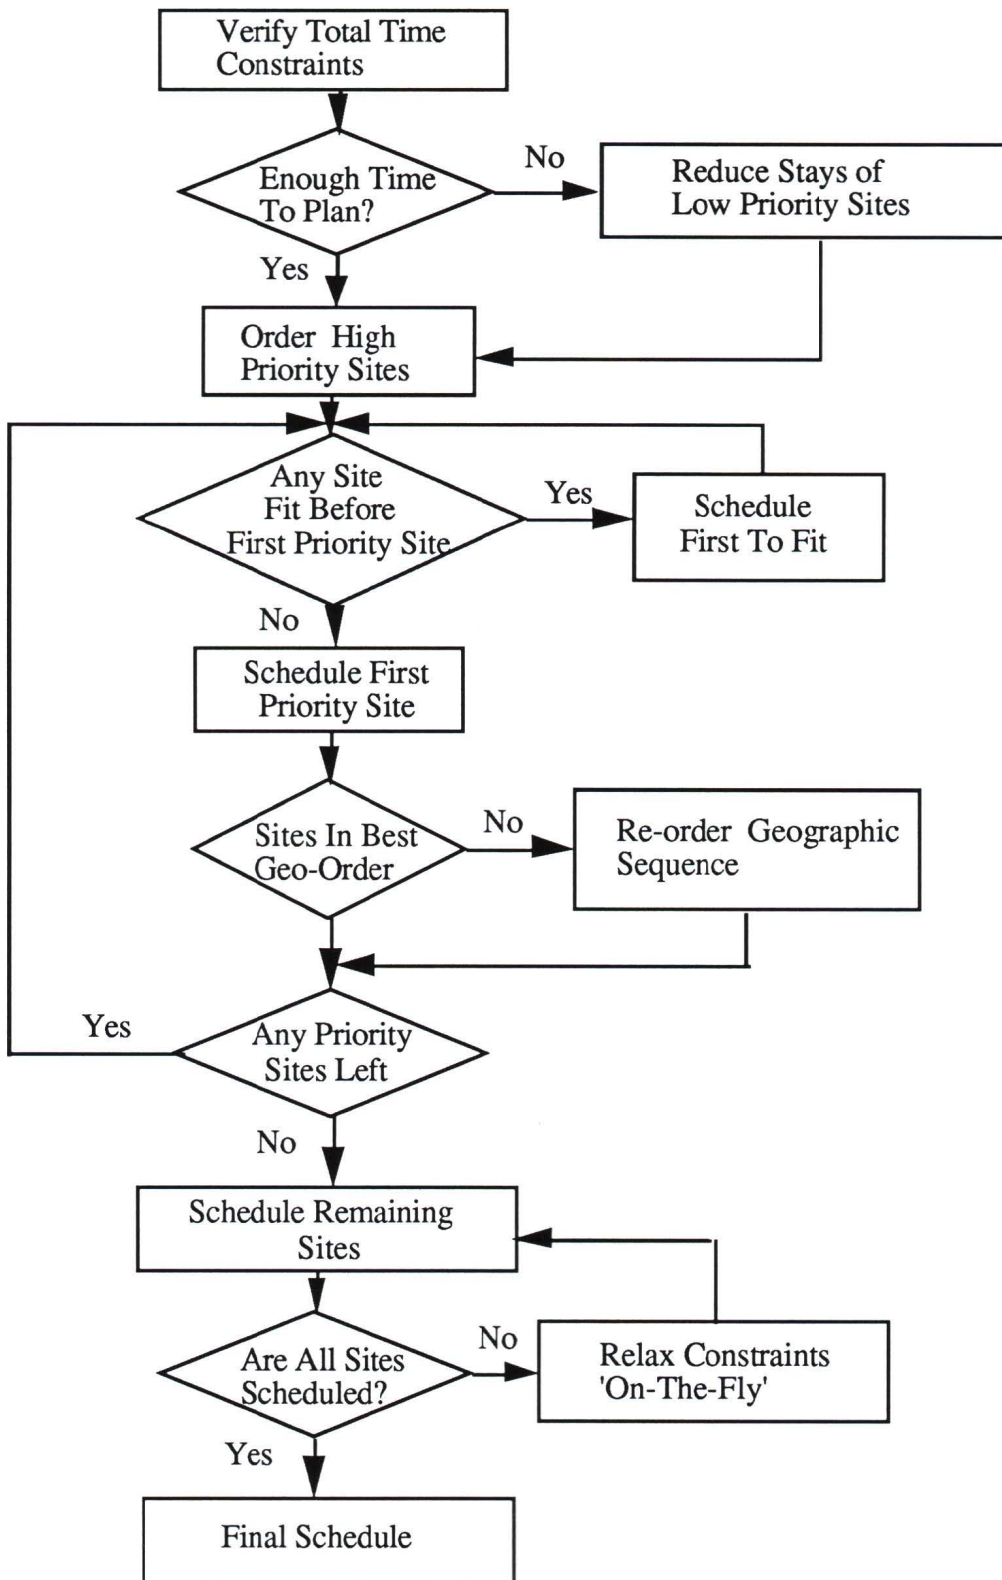 Verify Total Time
Constraints
Enough Time
To Plan?
No
Reduce Stays of
Low Priority Sites
Yes
Order High
Priority Sites
Any Site
Fit Before
First Priority Site
Yes
Schedule
First To Fit
No
Schedule First
Priority Site
Sites In Best
Geo-Order
No
Re-order Geographic
Sequence
Yes
Any Priority
Sites Left
No
Schedule Remaining
Sites
Are All Sites
Scheduled?
No
Relax Constraints
'On-The-Fly'
Yes
Final Schedule